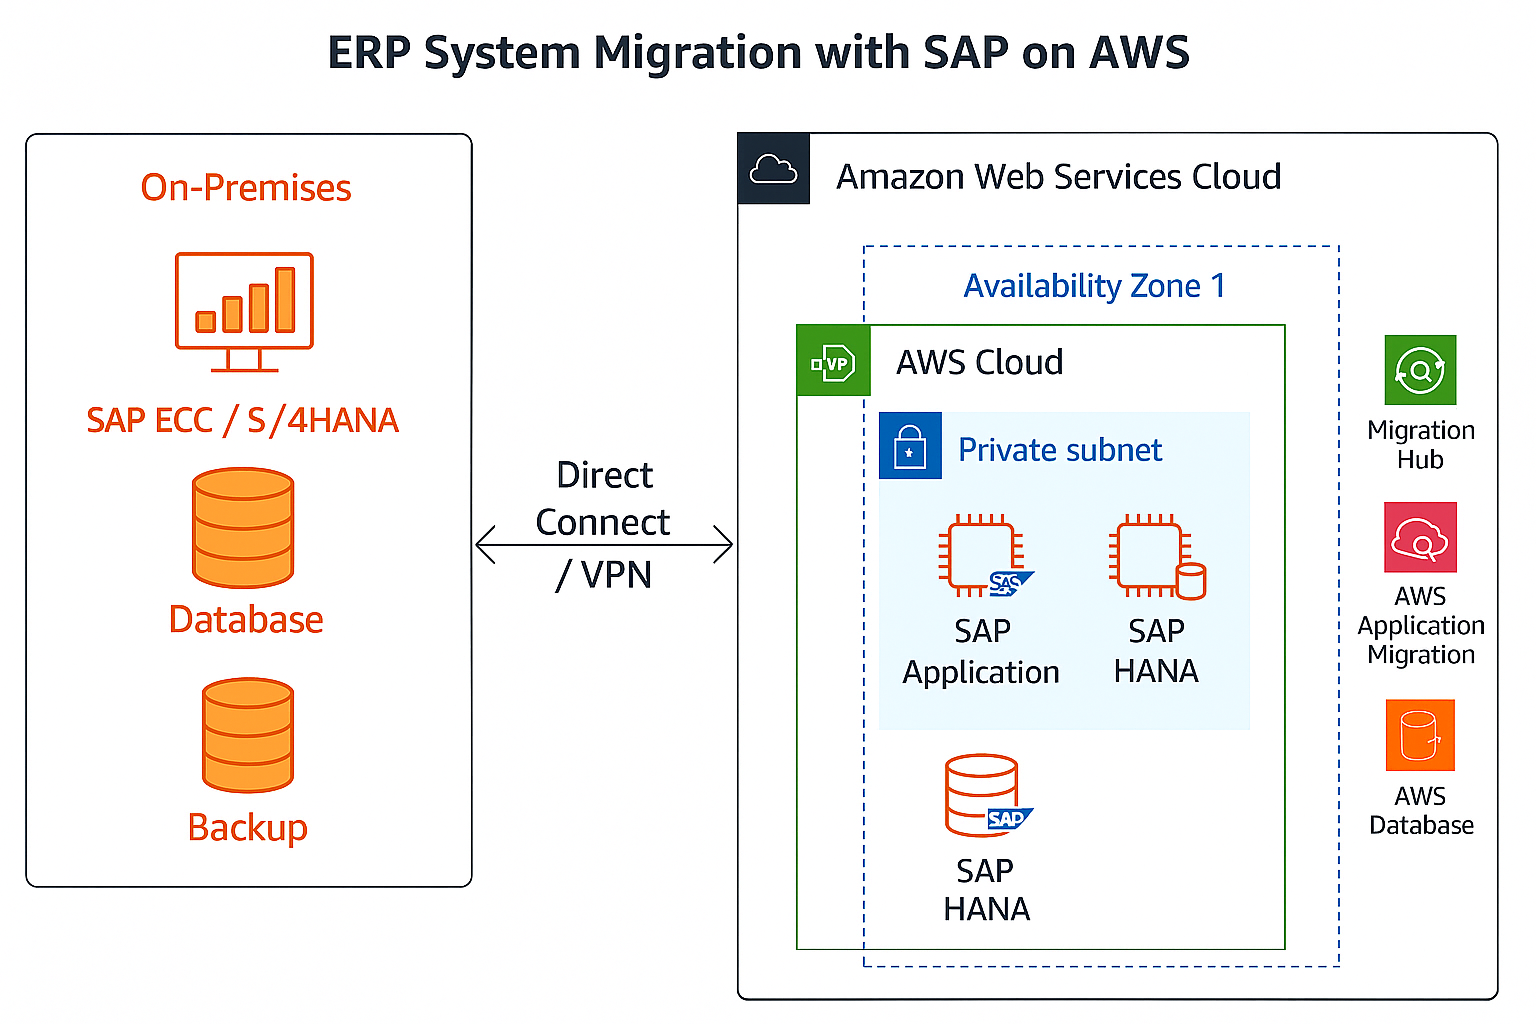 ERP System Migration with SAP on AWS
On-Premises
SAP ECC / S/4HANA
Database
Backup
Direct
Connect
/ VPN
Amazon Web Services Cloud
Availability Zone 1
VP
AWS Cloud
Private subnet
SAS
SAP
Application
SAP
HANA
SAP
SAP
HANA
Migration
Hub
AWS
Application
Migration
AWS
Database